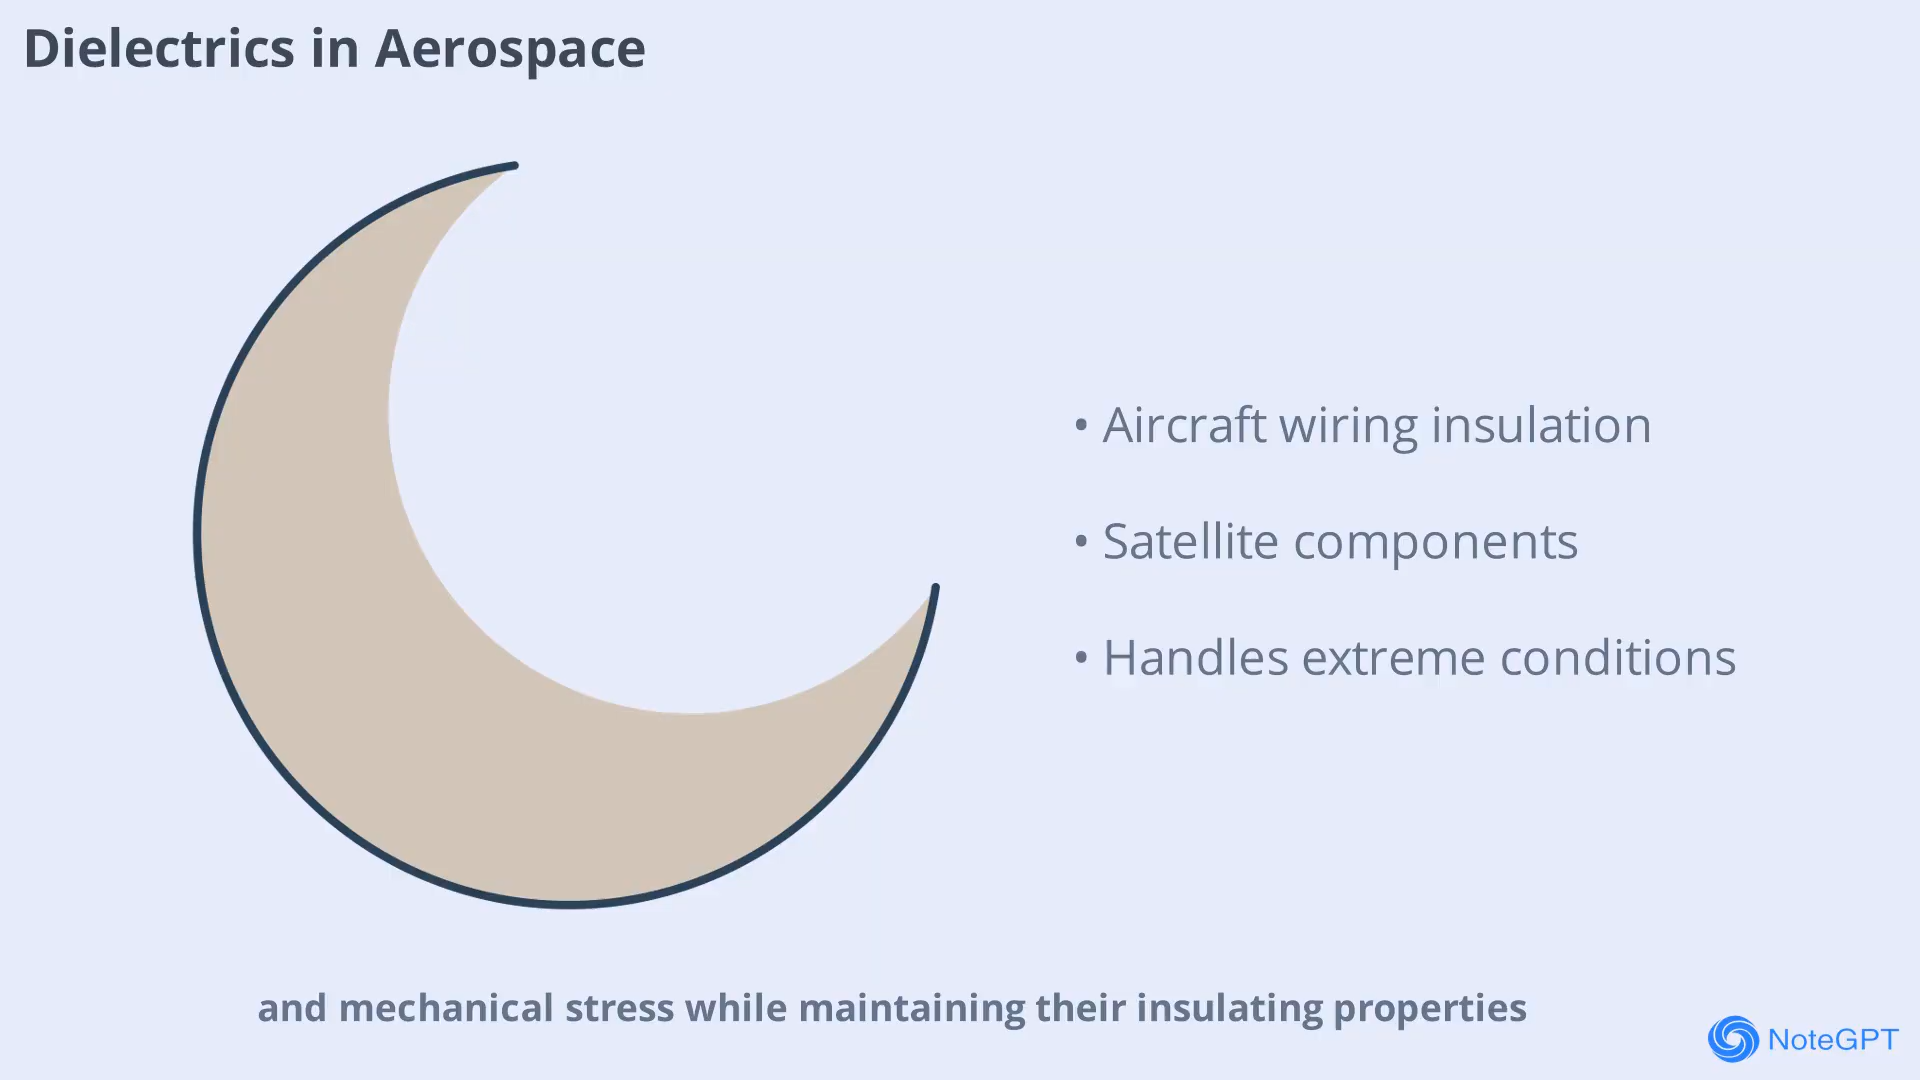 Dielectrics in Aerospace
• Aircraft wiring insulation
• Satellite components
• Handles extreme conditions
and mechanical stress while maintaining their insulating properties
NoteGPT